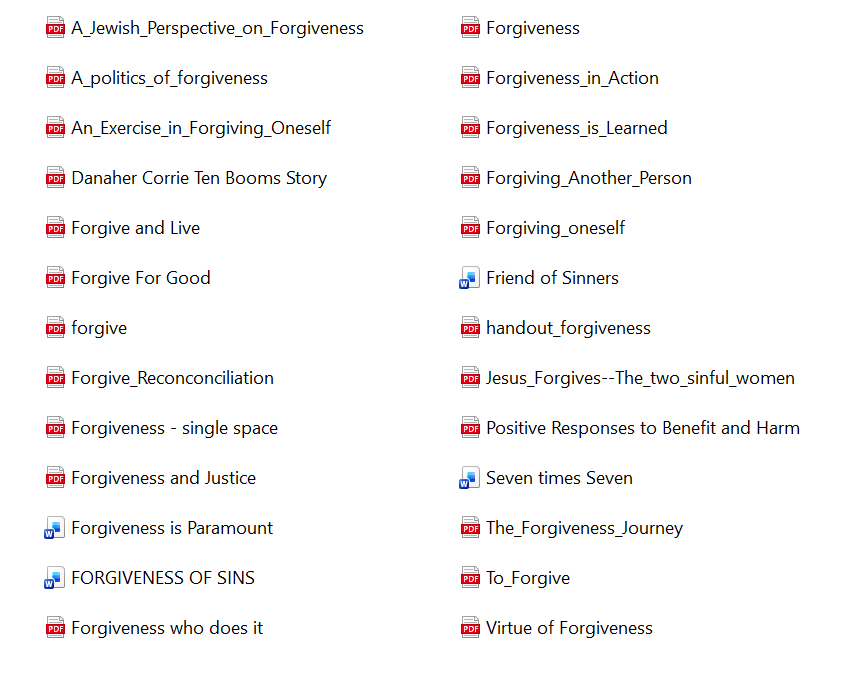 A_Jewish_Perspective_on_Forgiveness
A_politics_of_forgiveness
An_Exercise_in_Forgiving_Oneself
Danaher Corrie Ten Booms Story
Forgive and Live
Forgive For Good
forgive
Forgive_Reconconciliation
Forgiveness - single space
Forgiveness and Justice
Forgiveness is Paramount
FORGIVENESS OF SINS
Forgiveness who does it
Forgiveness
Forgiveness_in_Action
Forgiveness_is_Learned
Forgiving_Another_Person
Forgiving_oneself
Friend of Sinners
handout_forgiveness
Jesus_Forgives--The_two_sinful_women
Positive Responses to Benefit and Harm
Seven times Seven
The_Forgiveness_Journey
To_Forgive
Virtue of Forgiveness